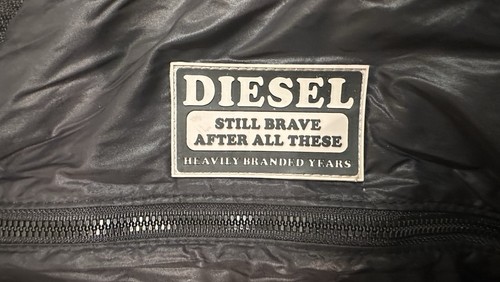 DIESEL
STILL BRAVE
AFTER ALL THESE
HEAVILY BRANDED YEARS